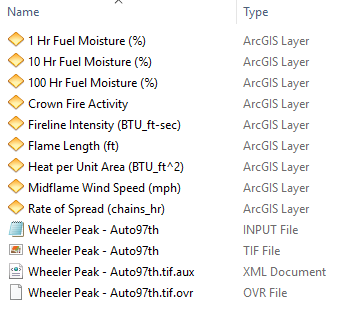 Name Type
1 Hr Fuel Moisture (%) ArcGIS Layer
10 Hr Fuel Moisture (%) ArcGIS Layer
100 Hr Fuel Moisture (%) ArcGIS Layer
Crown Fire Activity ArcGIS Layer
Fireline Intensity (BTU_ft-sec) ArcGIS Layer
Flame Length (ft) ArcGIS Layer
Heat per Unit Area (BTU_ft^2) ArcGIS Layer
Midflame Wind Speed (mph) ArcGIS Layer
Rate of Spread (chains_hr) ArcGIS Layer
Wheeler Peak - Auto97th INPUT File
Wheeler Peak - Auto97th TIF File
Wheeler Peak - Auto97th.tif.aux XML Document
Wheeler Peak - Auto97th.tif.ovr OVR File